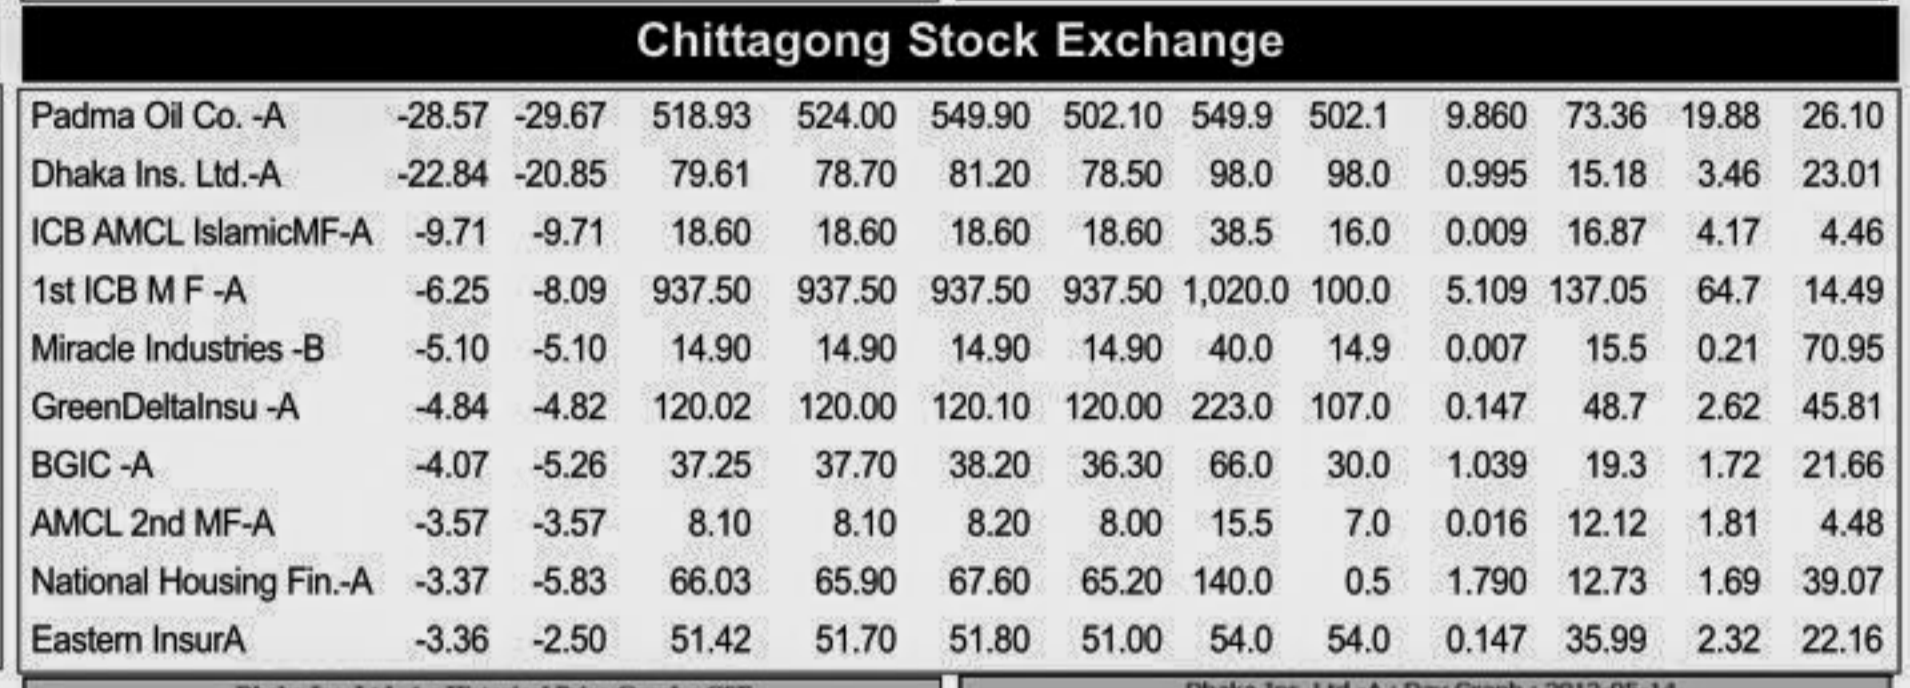 Chittagong Stock Exchange
Padma Oil Co. -A -28.57 -29.67 518.93 524.00 549.90 502.10 549.9 502.1 9.860 73.36 19.88 26.10
Dhaka Ins. Ltd.-A -22.84 -20.85 79.61 78.70 81.20 78.50 98.0 98.0 0.995 15.18 3.46 23.01
ICB AMCL IslamicMF-A -9.71 -9.71 18.60 18.60 18.60 18.60 38.5 16.0 0.009 16.87 4.17 4.46
1st ICB M F -A -6.25 -8.09 937.50 937.50 937.50 937.50 1,020.0 100.0 5.109 137.05 64.7 14.49
Miracle Industries -B -5.10 -5.10 14.90 14.90 14.90 14.90 40.0 14.9 0.007 15.5 0.21 70.95
GreenDeltaInsu -A -4.84 -4.82 120.02 120.00 120.10 120.00 223.0 107.0 0.147 48.7 2.62 45.81
BGIC -A -4.07 -5.26 37.25 37.70 38.20 36.30 66.0 30.0 1.039 19.3 1.72 21.66
AMCL 2nd MF-A -3.57 -3.57 8.10 8.10 8.20 8.00 15.5 7.0 0.016 12.12 1.81 4.48
National Housing Fin.-A -3.37 -5.83 66.03 65.90 67.60 65.20 140.0 0.5 1.790 12.73 1.69 39.07
Eastern InsurA -3.36 -2.50 51.42 51.70 51.80 51.00 54.0 54.0 0.147 35.99 2.32 22.16